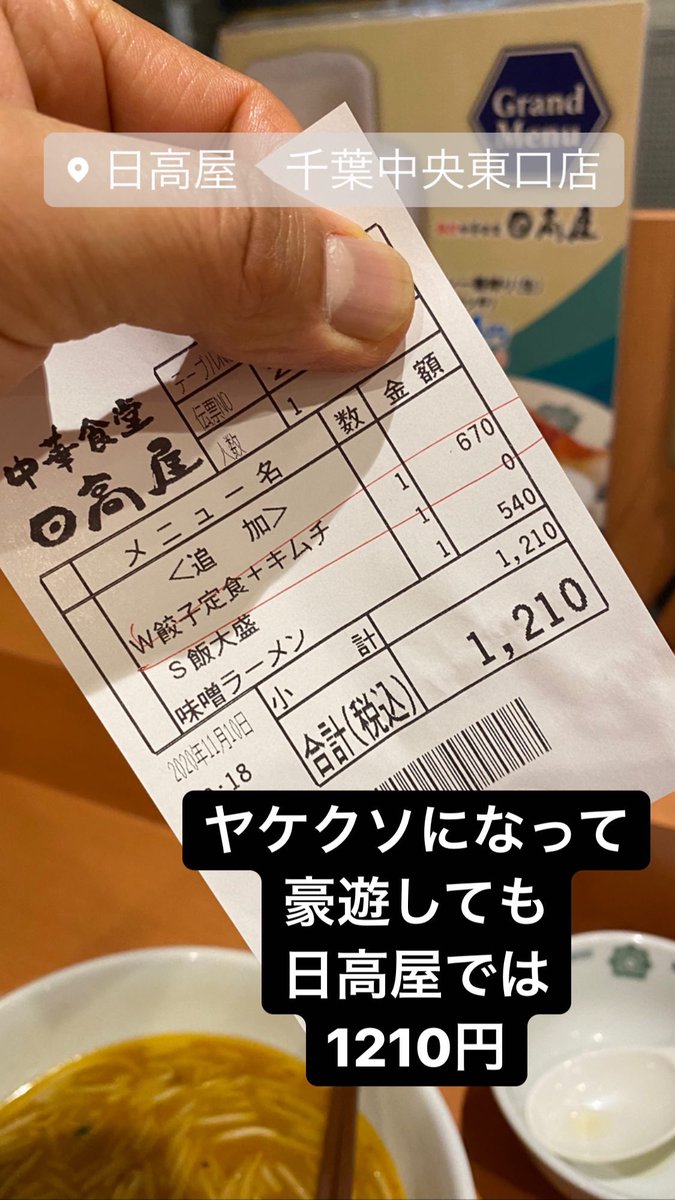 日高屋　千葉中央東口店
Grand
Menu
日高屋
中華食堂
日高屋
伝票NO
人数 1
メニュー名 数 金額
<追 加>
W餃子定食+キムチ 1 670
S飯大盛 1 0
味噌ラーメン 1 540
小 計 1,210
合計(税込) 1,210
2020年11月10日
:18
ヤケクソになって
豪遊しても
日高屋では
1210円